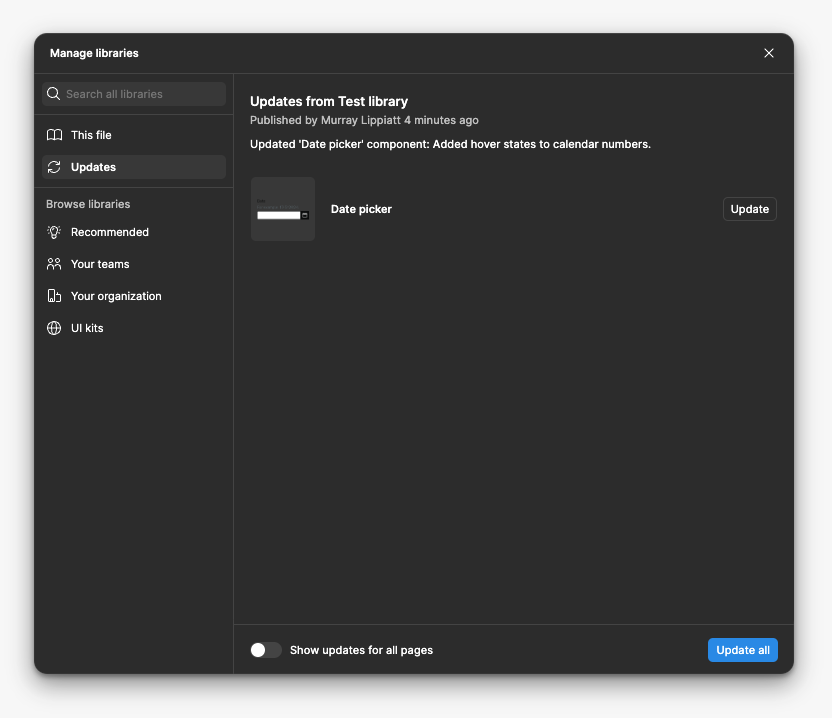 Manage libraries
Search all libraries
This file
Updates
Browse libraries
Recommended
Your teams
Your organization
UI kits
Updates from Test library
Published by Murray Lippiatt 4 minutes ago
Updated 'Date picker' component: Added hover states to calendar numbers.
Date picker
Update
Show updates for all pages
Update all